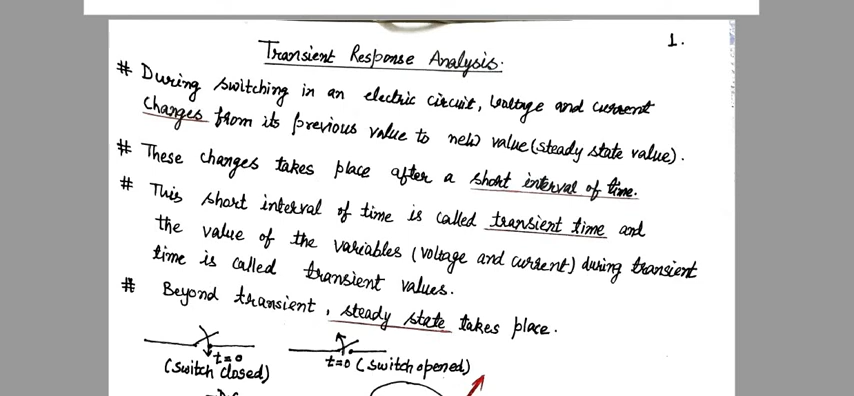 1.
Transient Response Analysis.
# During switching in an electric circuit, voltage and current
changes from its previous value to new value (steady state value).
# These changes takes place after a short interval of time.
# This short interval of time is called transient time and
the value of the variables (voltage and current) during transient
time is called transient values.
# Beyond transient, steady state takes place.
t=0 t=0 (switch opened)
(switch closed)